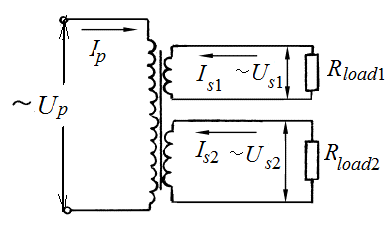 I_p
~U_p
I_s1 ~U_s1 R_load1
I_s2 ~U_s2 R_load2